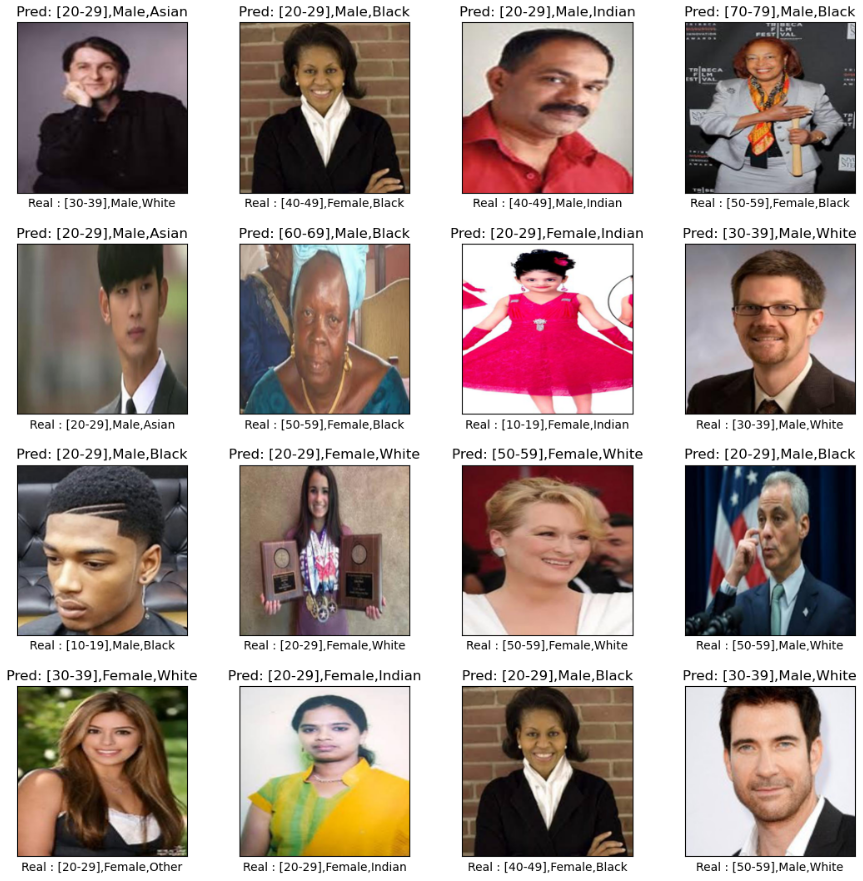 Pred: [20-29],Male,Asian
Real : [30-39],Male,White
Pred: [20-29],Male,Black
Real : [40-49],Female,Black
Pred: [20-29],Male,Indian
Real : [40-49],Male,Indian
Pred: [70-79],Male,Black
TRIBECA
FILM
FESTIVAL
Real : [50-59],Female,Black
Pred: [20-29],Male,Asian
Real : [20-29],Male,Asian
Pred: [60-69],Male,Black
Real : [50-59],Female,Black
Pred: [20-29],Female,Indian
Real : [10-19],Female,Indian
Pred: [30-39],Male,White
Real : [30-39],Male,White
Pred: [20-29],Male,Black
Real : [10-19],Male,Black
Pred: [20-29],Female,White
Real : [20-29],Female,White
Pred: [50-59],Female,White
Real : [50-59],Female,White
Pred: [20-29],Male,Black
Real : [50-59],Male,White
Pred: [30-39],Female,White
Real : [20-29],Female,Other
Pred: [20-29],Female,Indian
Real : [20-29],Female,Indian
Pred: [20-29],Male,Black
Real : [40-49],Female,Black
Pred: [30-39],Male,White
Real : [50-59],Male,White